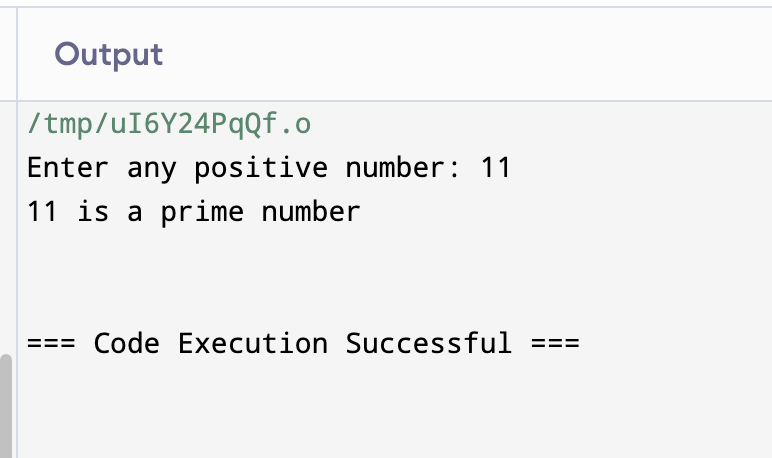 Output
/tmp/uI6Y24PqQf.o
Enter any positive number: 11
11 is a prime number
=== Code Execution Successful ===